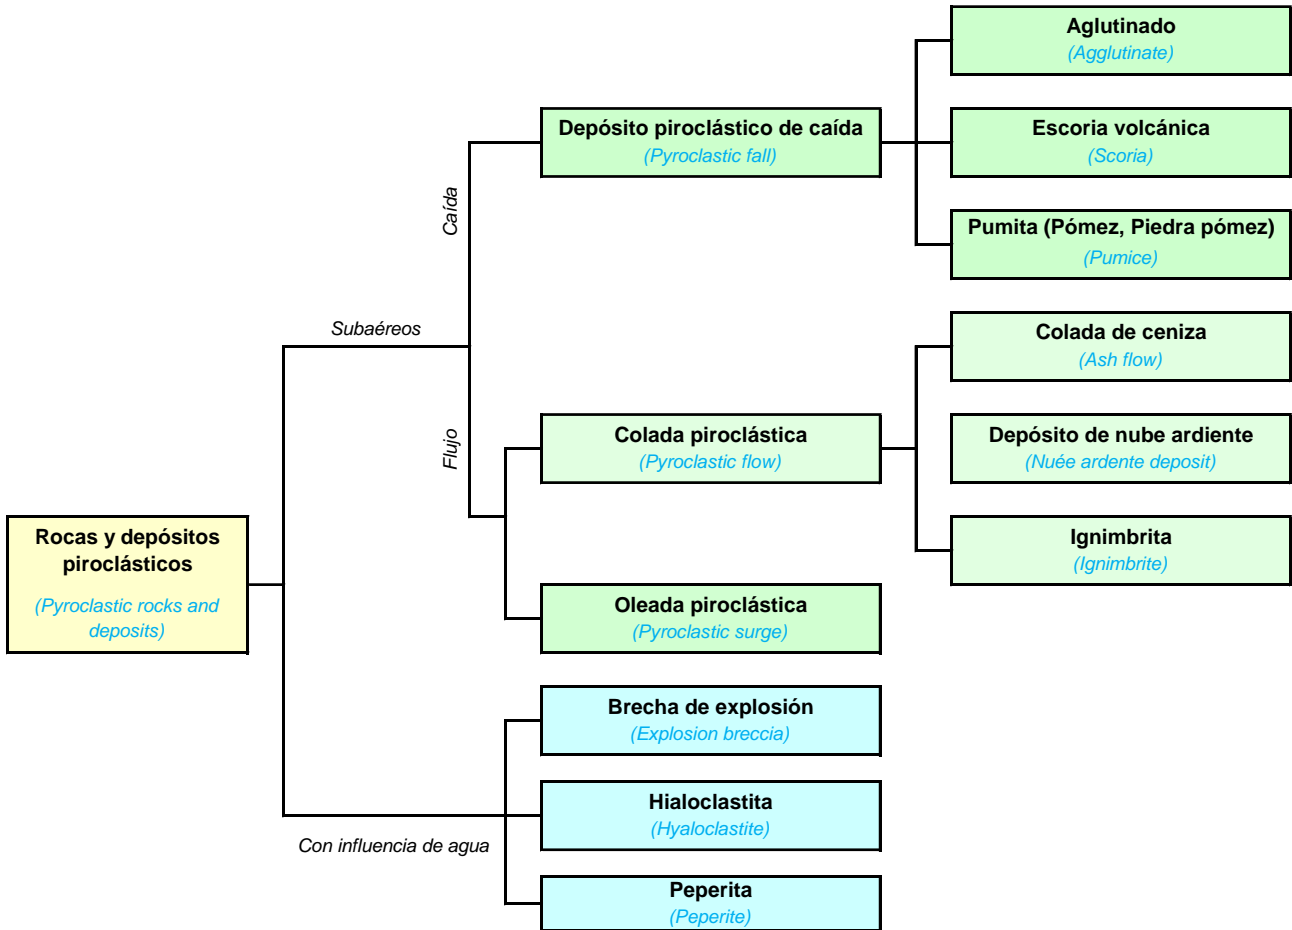 Rocas y depósitos
piroclásticos
(Pyroclastic rocks and
deposits)
Subaéreos
Con influencia de agua
Caída
Flujo
Depósito piroclástico de caída
(Pyroclastic fall)
Aglutinado
(Agglutinate)
Escoria volcánica
(Scoria)
Pumita (Pómez, Piedra pómez)
(Pumice)
Colada piroclástica
(Pyroclastic flow)
Colada de ceniza
(Ash flow)
Depósito de nube ardiente
(Nuée ardente deposit)
Ignimbrita
(Ignimbrite)
Oleada piroclástica
(Pyroclastic surge)
Brecha de explosión
(Explosion breccia)
Hialoclastita
(Hyaloclastite)
Peperita
(Peperite)